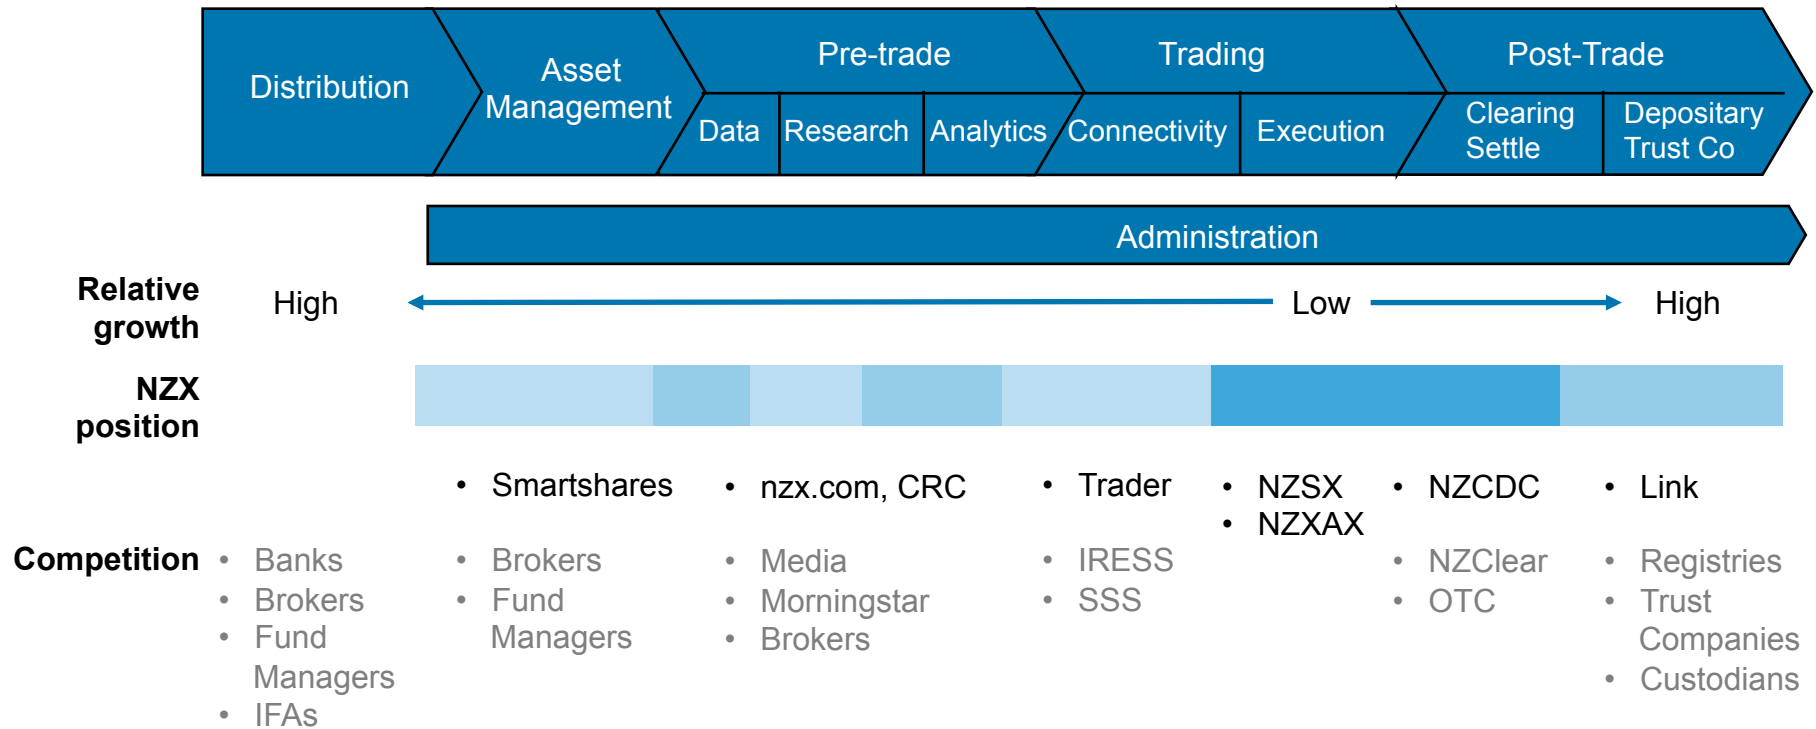 Distribution
Asset
Management
Pre-trade
Trading
Post-Trade
Data
Research
Analytics
Connectivity
Execution
Clearing
Settle
Depositary
Trust Co
Administration
Relative
growth
High
Low
High
NZX
position
• Smartshares
• nzx.com, CRC
• Trader
• NZSX
• NZXAX
• NZCDC
• Link
Competition
• Banks
• Brokers
• Fund
Managers
• IFAs
• Brokers
• Fund
Managers
• Media
• Morningstar
• Brokers
• IRESS
• SSS
• NZClear
• OTC
• Registries
• Trust
Companies
• Custodians